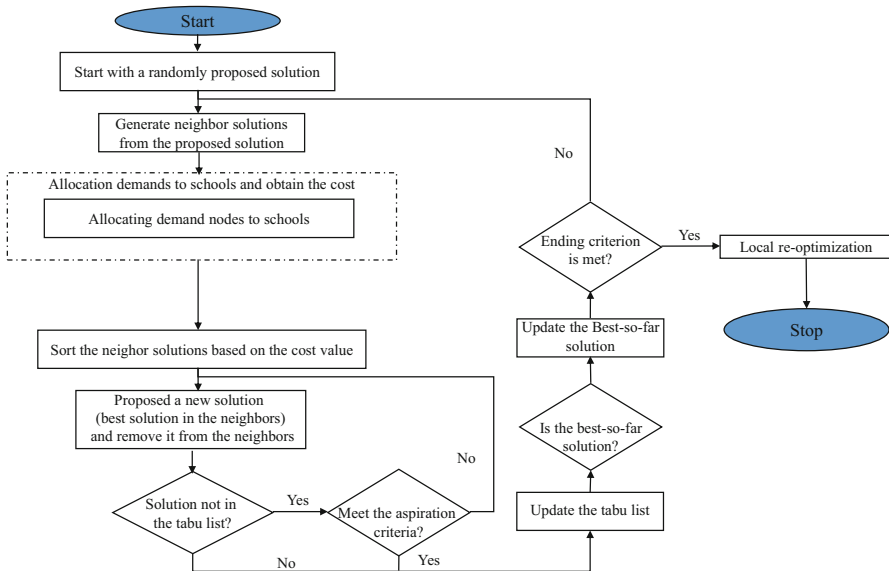 Start
Start with a randomly proposed solution
Generate neighbor solutions
from the proposed solution
Allocation demands to schools and obtain the cost
Allocating demand nodes to schools
Sort the neighor solutions based on the cost value
Proposed a new solution
(best solution in the neighbors)
and remove it from the neighbors
Solution not in
the tabu list?
Yes
Meet the aspiration
criteria?
No
No
Yes
Update the tabu list
Is the best-so-far
solution?
Update the Best-so-far
solution
Ending criterion
is met?
No
Yes
Local re-optimization
Stop